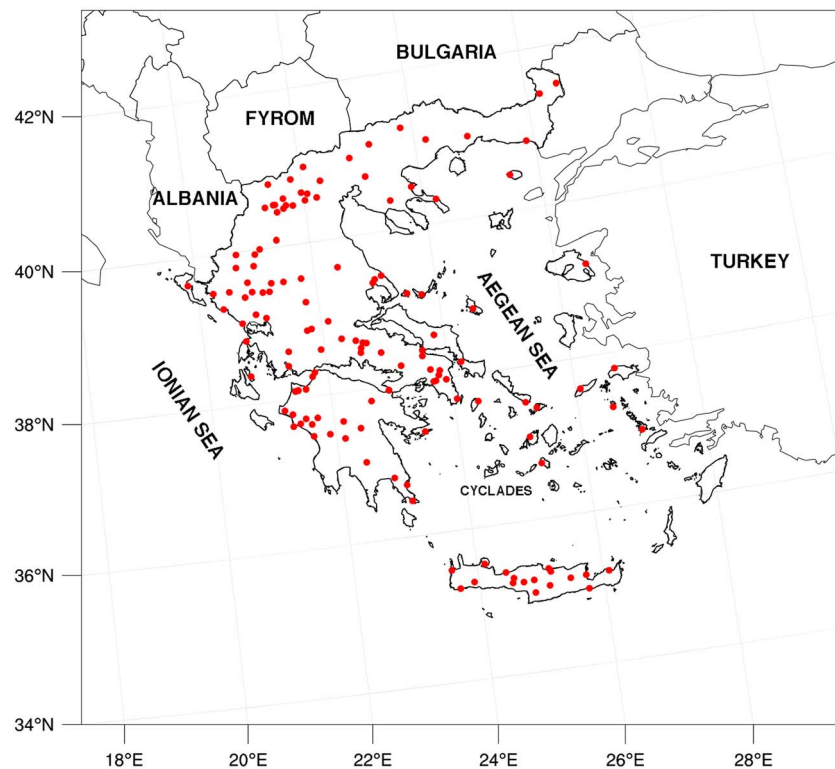 BULGARIA
42°N
FYROM
ALBANIA
40°N
TURKEY
AEGEAN SEA
IONIAN SEA
38°N
CYCLADES
36°N
34°N
18°E 20°E 22°E 24°E 26°E 28°E